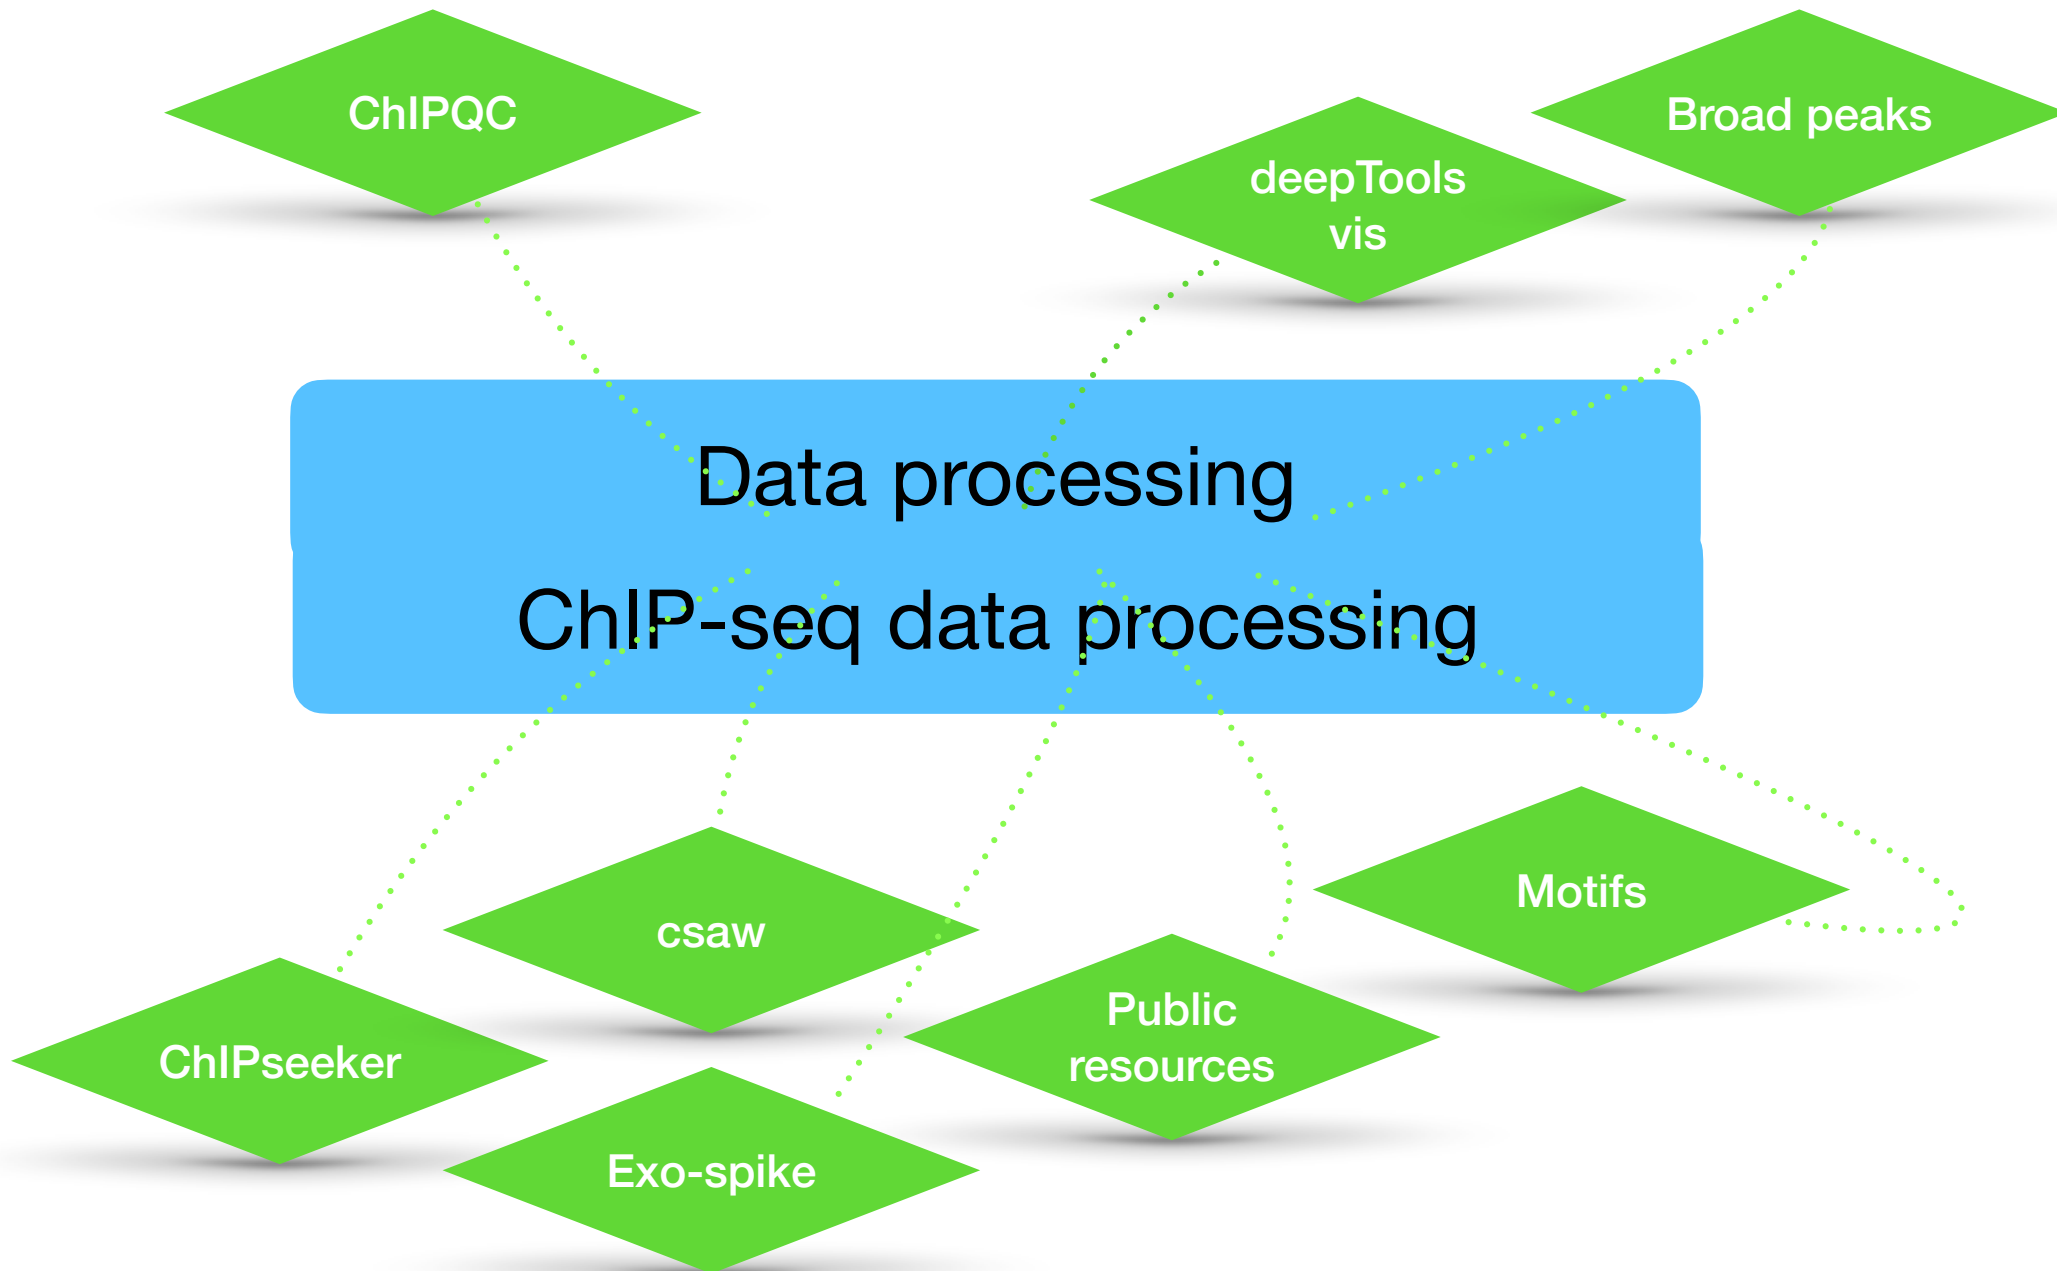 ChIPQC
deepTools
vis
Broad peaks
Data processing
ChIP-seq data processing
Motifs
csaw
Public
resources
ChIPseeker
Exo-spike